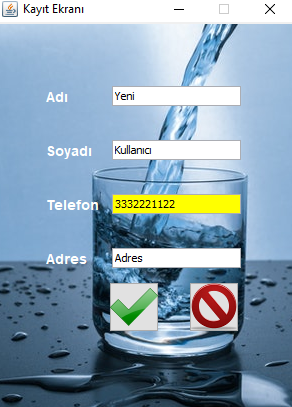 Kayıt Ekranı
Adı Yeni
Soyadı Kullanıcı
Telefon 3332221122
Adres Adres